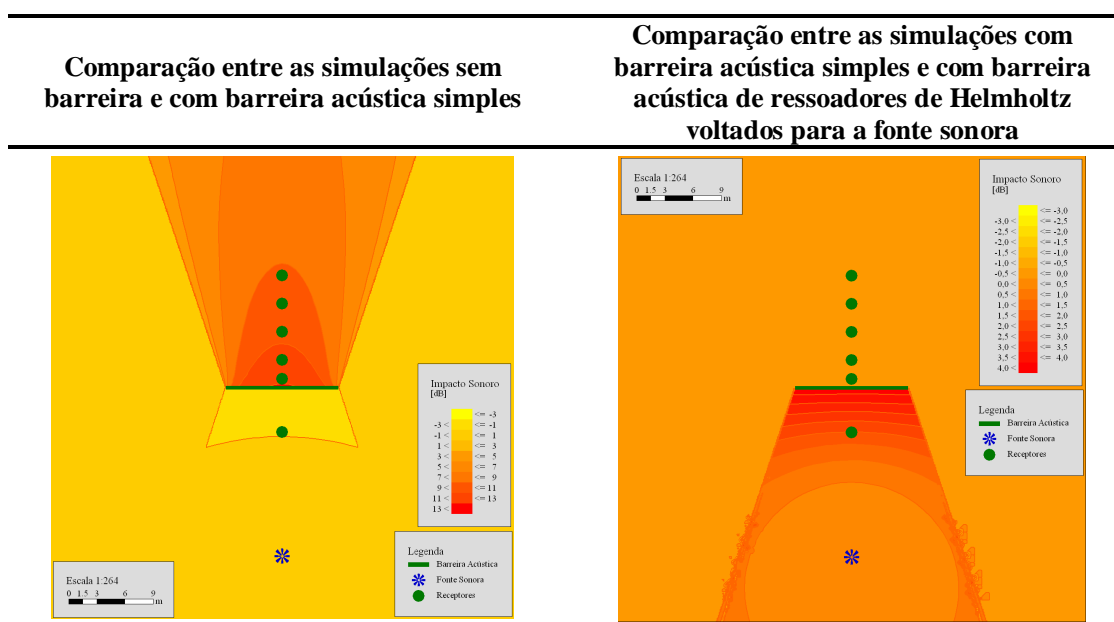 Comparação entre as simulações sem
barreira e com barreira acústica simples
Comparação entre as simulações com
barreira acústica simples e com barreira
acústica de ressoadores de Helmholtz
voltados para a fonte sonora
Impacto Sonoro
[dB]
<= -3
-3 < <= -1
-1 < <= 1
1 < <= 3
3 < <= 5
5 < <= 7
7 < <= 9
9 < <= 11
11 < <= 13
13 <
Legenda
Barreira Acústica
Fonte Sonora
Receptores
Escala 1:264
0 1.5 3 6 9
m
Escala 1:264
0 1.5 3 6 9
m
Impacto Sonoro
[dB]
<= -3,0
-3,0 < <= -2,5
-2,5 < <= -2,0
-2,0 < <= -1,5
-1,5 < <= -1,0
-1,0 < <= -0,5
-0,5 < <= 0,0
0,0 < <= 0,5
0,5 < <= 1,0
1,0 < <= 1,5
1,5 < <= 2,0
2,0 < <= 2,5
2,5 < <= 3,0
3,0 < <= 3,5
3,5 < <= 4,0
4,0 <
Legenda
Barreira Acústica
Fonte Sonora
Receptores